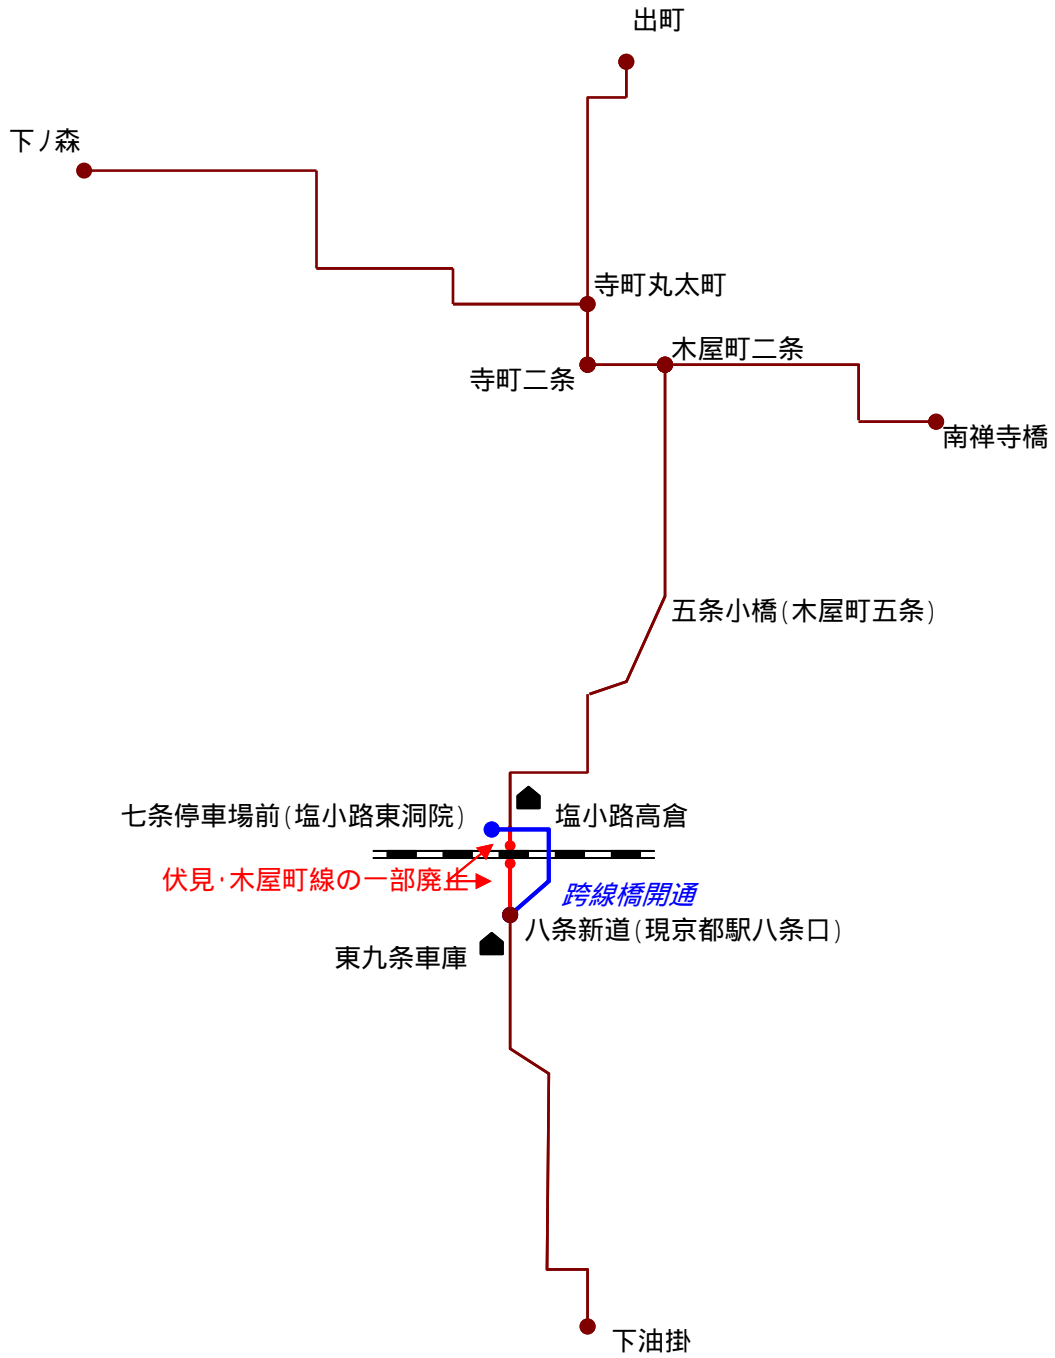 出町
下ノ森
寺町丸太町
木屋町二条
寺町二条
南禅寺橋
五条小橋(木屋町五条)
七条停車場前(塩小路東洞院)
塩小路高倉
伏見・木屋町線の一部廃止
跨線橋開通
八条新道(現京都駅八条口)
東九条車庫
下油掛